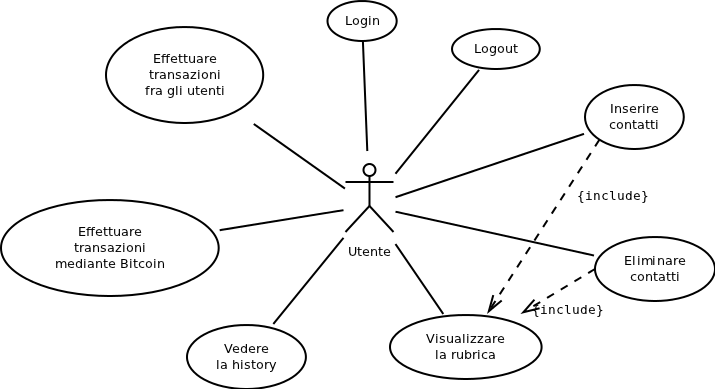 Login
Logout
Effettuare
transazioni
fra gli utenti
Inserire
contatti
{include}
Effettuare
transazioni
mediante Bitcoin
Utente
Eliminare
contatti
{include}
Visualizzare
la rubrica
Vedere
la history